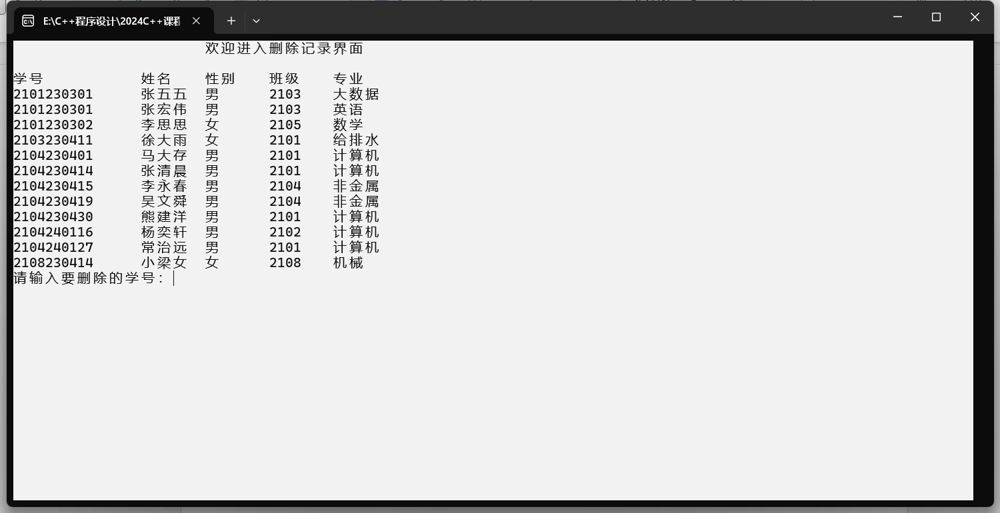 E:\C++程序设计\2024C++课程
欢迎进入删除记录界面
学号 姓名 性别 班级 专业
2101230301 张五五 男 2103 大数据
2101230301 张宏伟 男 2103 英语
2101230302 李思思 女 2105 数学
2103230411 徐大雨 女 2101 给排水
2104230401 马大存 男 2101 计算机
2104230414 张清晨 男 2101 计算机
2104230415 李永春 男 2104 非金属
2104230419 吴文舜 男 2104 非金属
2104230430 熊建洋 男 2101 计算机
2104240116 杨奕轩 男 2102 计算机
2104240127 常治远 男 2101 计算机
2108230414 小梁女 女 2108 机械
请输入要删除的学号：